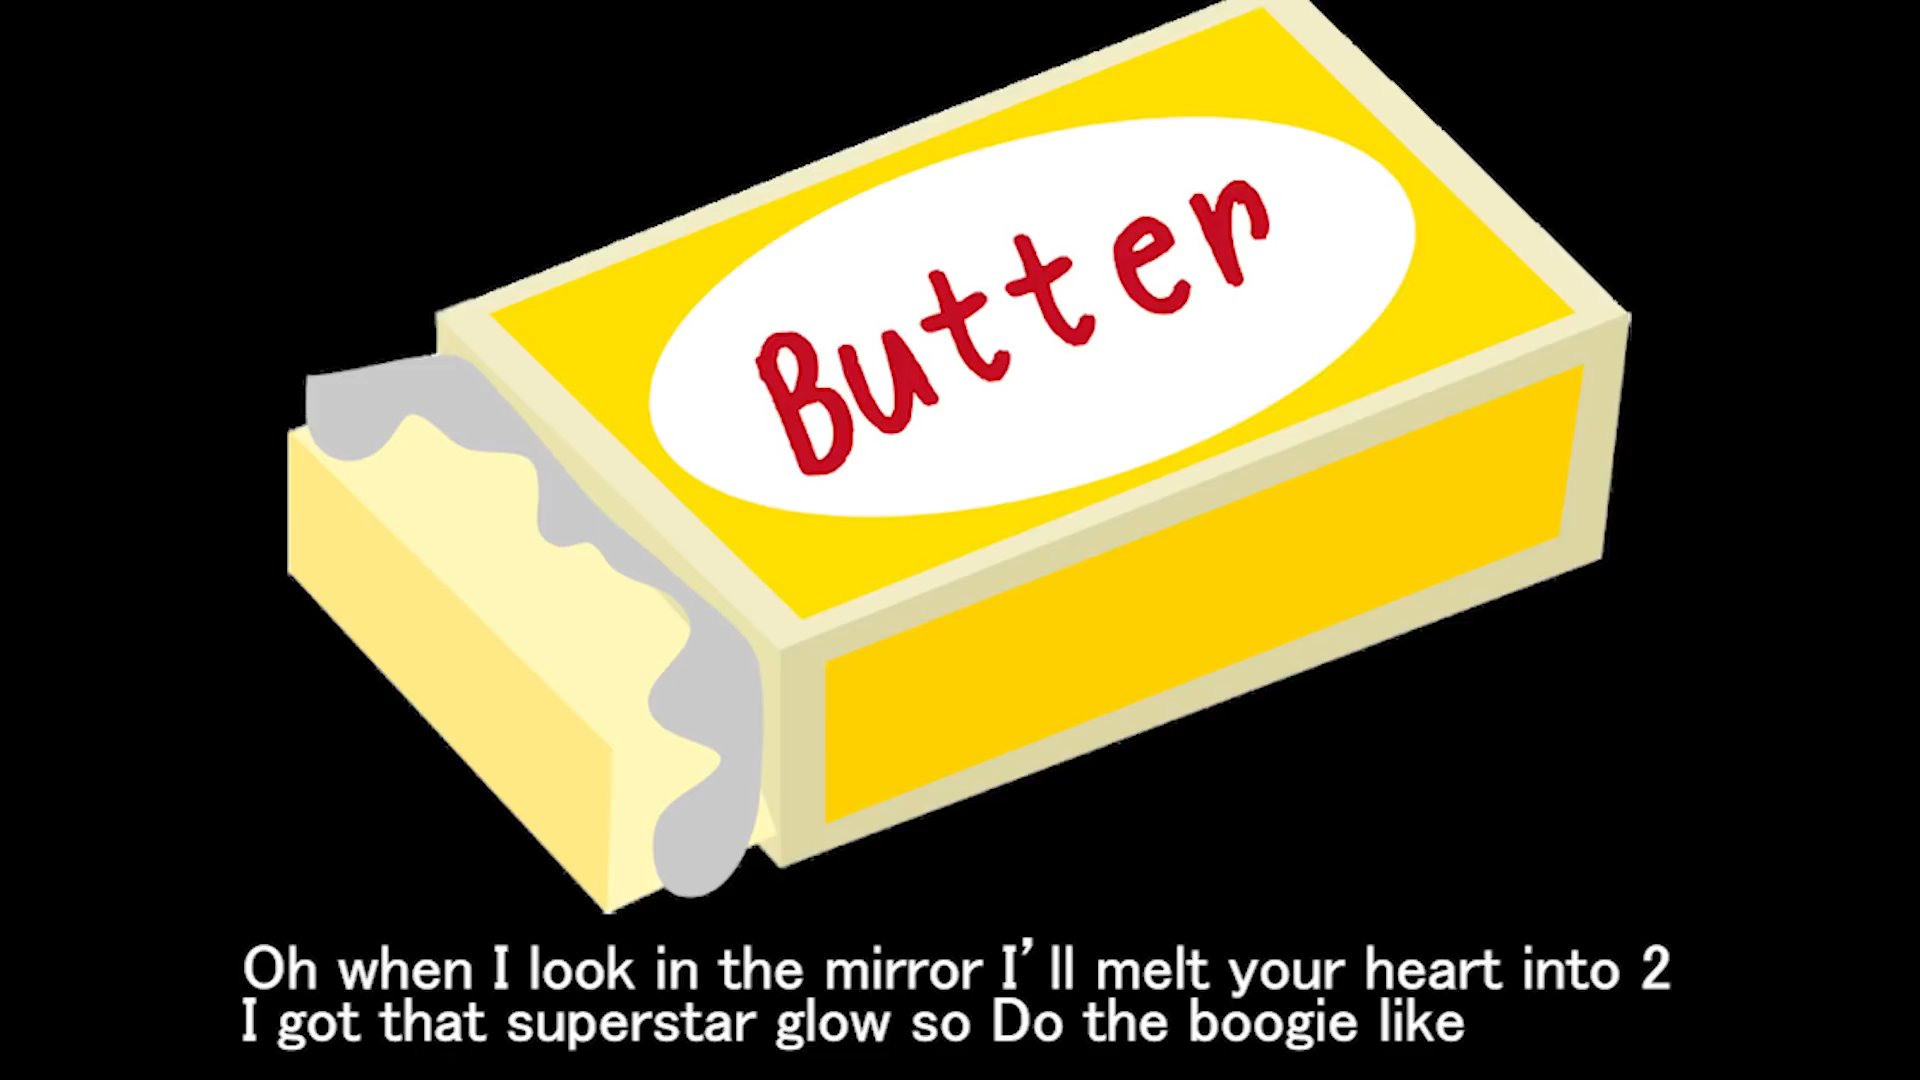 Butter
Oh when I look in the mirror I'll melt your heart into 2
I got that superstar glow so Do the boogie like